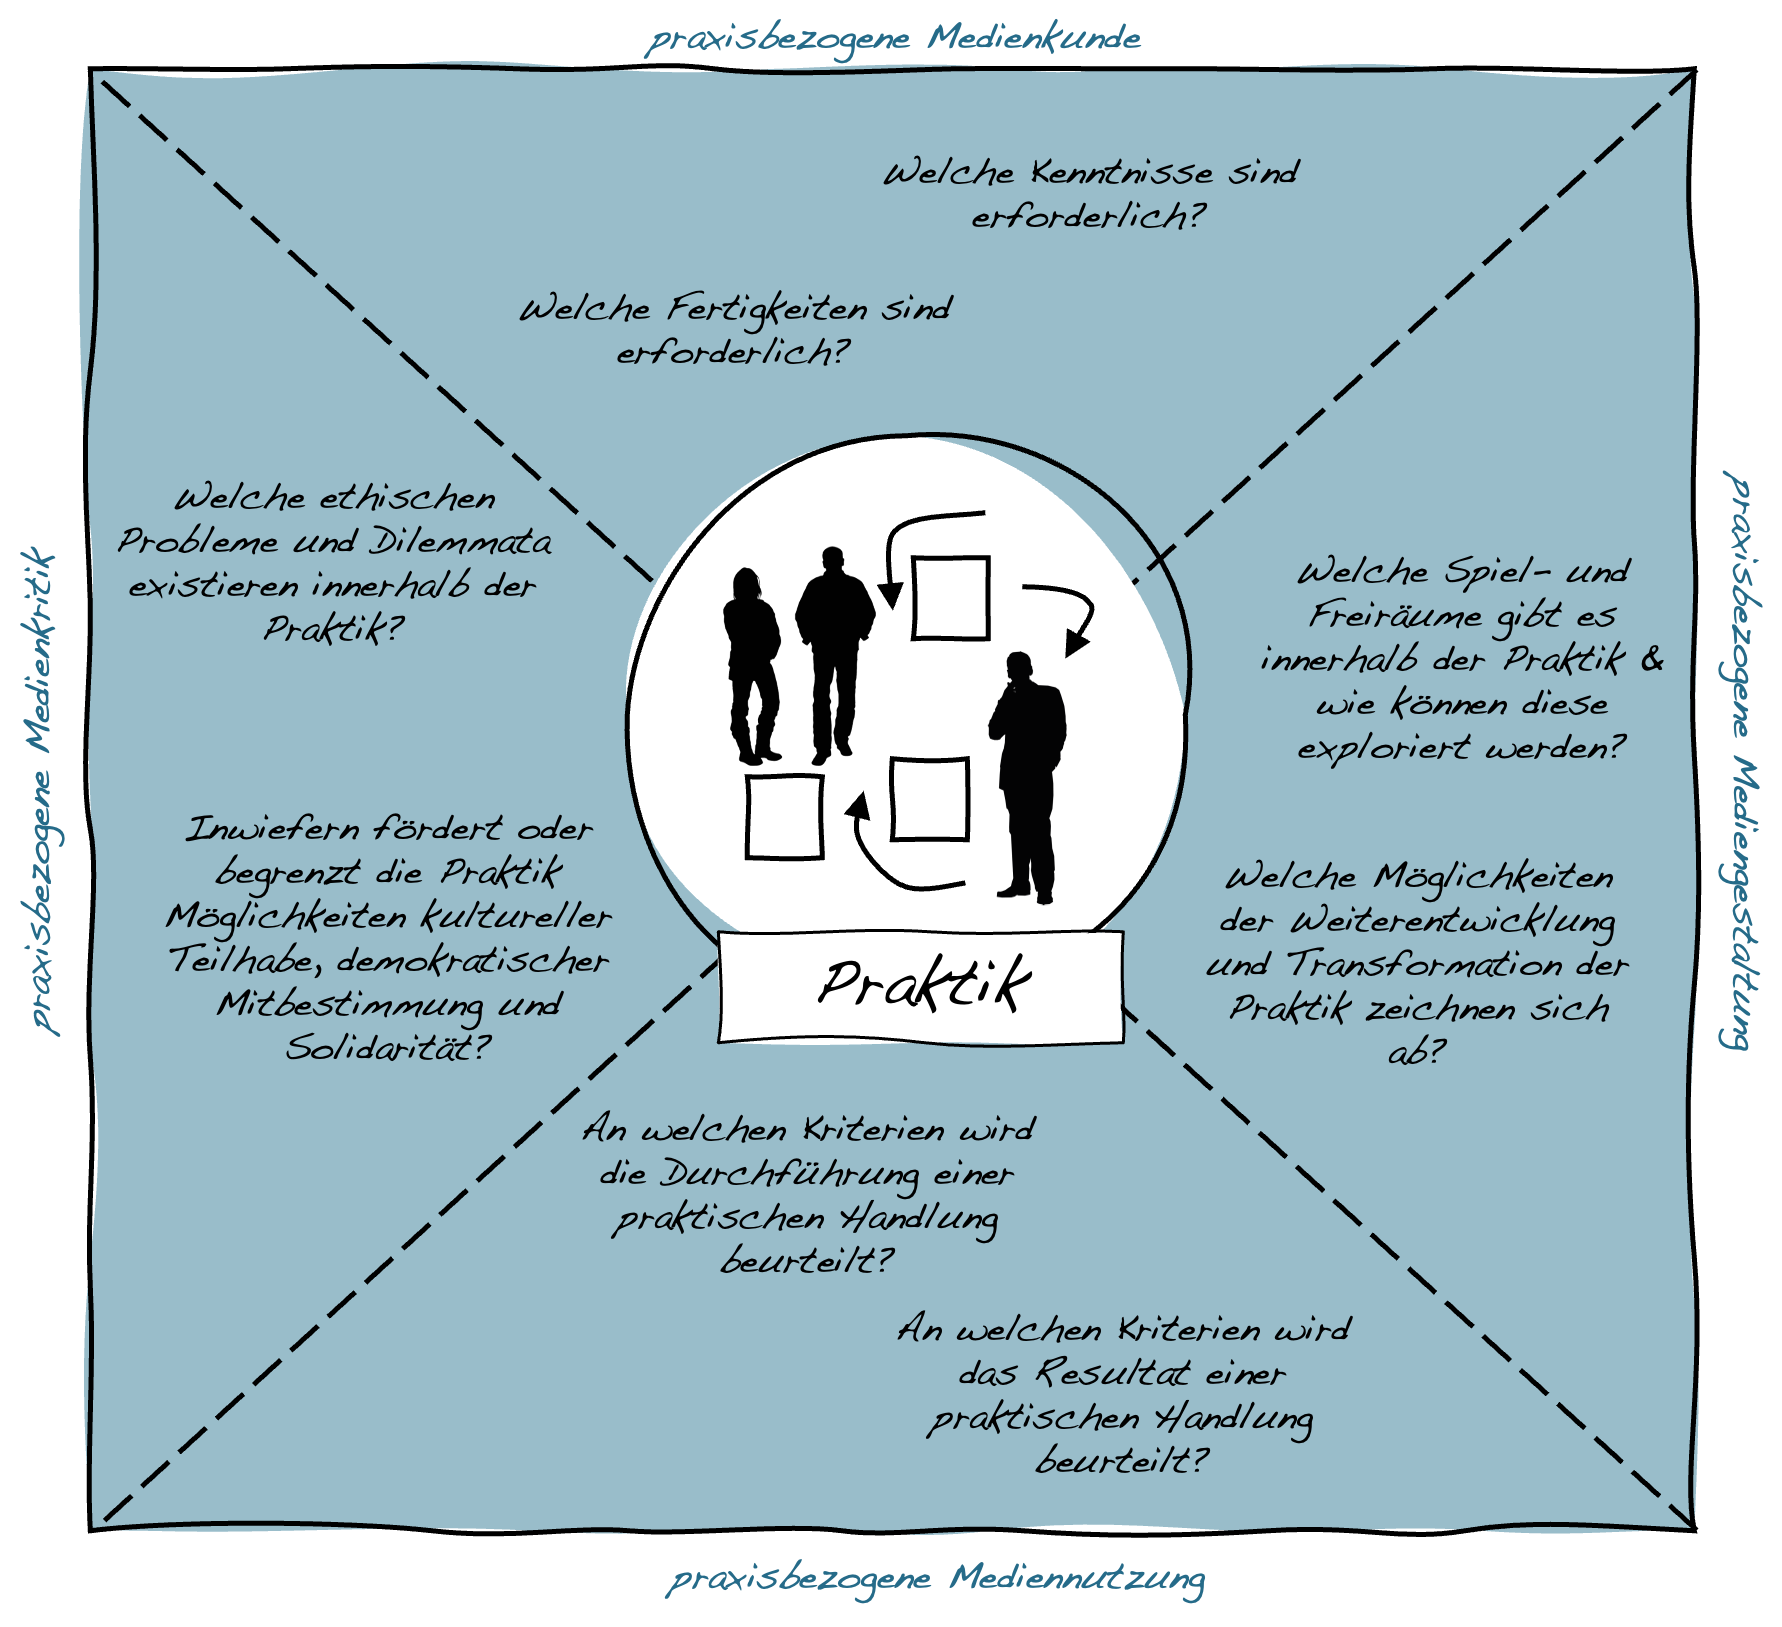 praxisbezogene Medienkunde
Welche Kenntnisse sind
erforderlich?
Welche Fertigkeiten sind
erforderlich?
praxisbezogene Medienkritik
Welche ethischen
Probleme und Dilemmata
existieren innerhalb der
Praktik?
Inwiefern fördert oder
begrenzt die Praktik
Möglichkeiten kultureller
Teilhabe, demokratischer
Mitbestimmung und
Solidarität?
Praktik
Welche Spiel- und
Freiräume gibt es
innerhalb der Praktik &
wie können diese
exploriert werden?
Welche Möglichkeiten
der Weiterentwicklung
und Transformation der
Praktik zeichnen sich
ab?
praxisbezogene Mediengestaltung
An welchen Kriterien wird
die Durchführung einer
praktischen Handlung
beurteilt?
An welchen Kriterien wird
das Resultat einer
praktischen Handlung
beurteilt?
praxisbezogene Mediennutzung